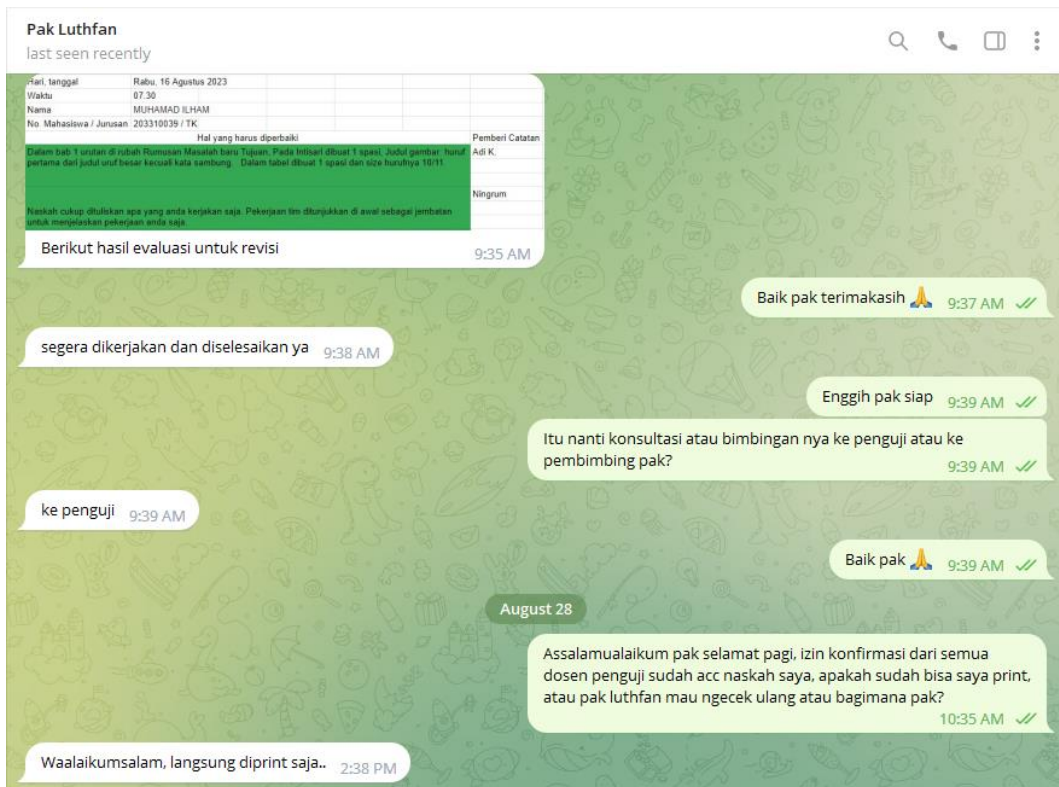 Pak Luthfan
last seen recently
Hari, tanggal Rabu, 16 Agustus 2023
Waktu 07.30
Nama MUHAMAD ILHAM
No. Mahasiswa / Jurusan 203310039 / TK
Hal yang harus diperbaiki Pemberi Catatan
Dalam bab 1 urutan di rubah Rumusan Masalah baru Tujuan, Pada Intisari dibuat 1 spasi, Judul gambar, huruf Adi K.
pertama dari judul uruf besar kecuali kata sambung. Dalam tabel dibuat 1 spasi dan size hurufnya 10/11.
Ningrum
Naskah cukup dituliskan apa yang anda kerjakan saja. Pekerjaan tim ditunjukkan di awal sebagai jembatan
untuk menjelaskan pekerjaan anda saja.
Berikut hasil evaluasi untuk revisi 9:35 AM
Baik pak terimakasih 🙏 9:37 AM
segera dikerjakan dan diselesaikan ya 9:38 AM
Enggih pak siap 9:39 AM
Itu nanti konsultasi atau bimbingan nya ke penguji atau ke
pembimbing pak? 9:39 AM
ke penguji 9:39 AM
Baik pak 🙏 9:39 AM
August 28
Assalamualaikum pak selamat pagi, izin konfirmasi dari semua
dosen penguji sudah acc naskah saya, apakah sudah bisa saya print,
atau pak luthfan mau ngecek ulang atau bagimana pak?
10:35 AM
Waalaikumsalam, langsung diprint saja.. 2:38 PM